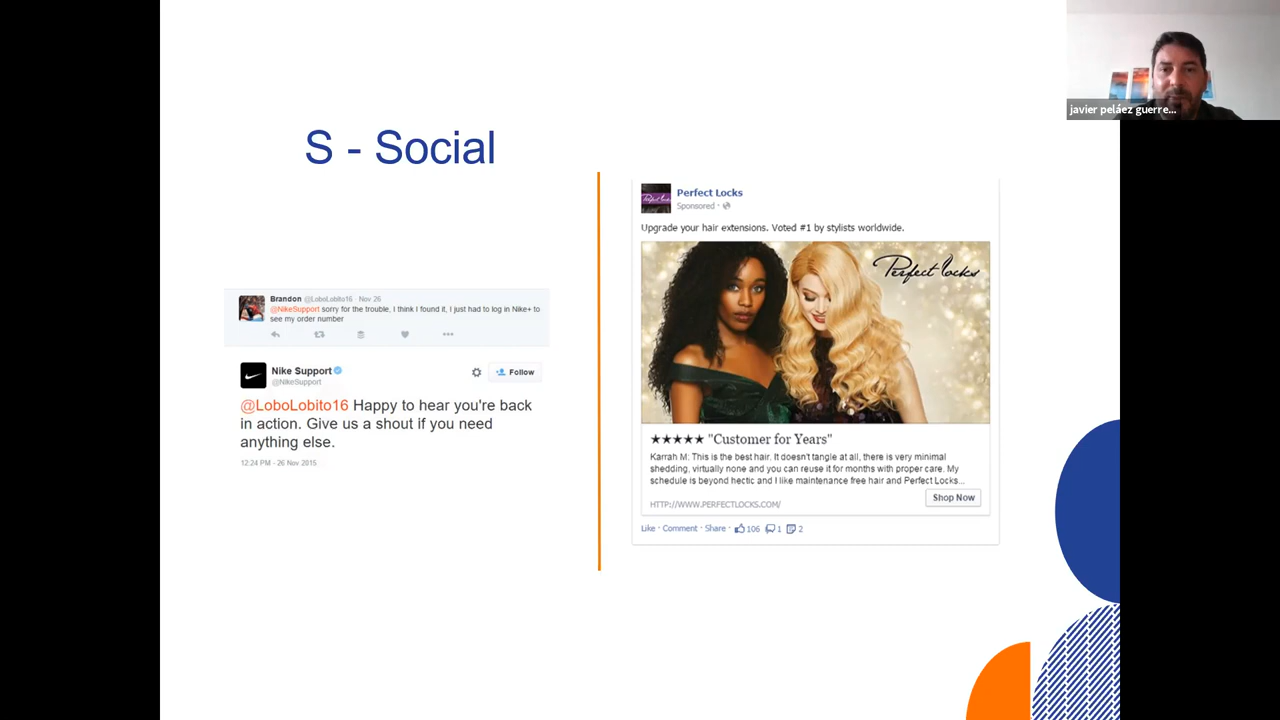 javier peláez guerre...
S - Social
Brandon @LoboLobito16 Nov 26
@NikeSupport sorry for the trouble, I think I found it, I just had to log in Nike+ to
see my order number
Nike Support
@NikeSupport
Follow
@LoboLobito16 Happy to hear you're back
in action. Give us a shout if you need
anything else.
12:24 PM - 26 Nov 2015
Perfect Locks
Sponsored ·
Upgrade your hair extensions. Voted #1 by stylists worldwide.
Perfect locks
★★★★★ "Customer for Years"
Karrah M: This is the best hair. It doesn't tangle at all, there is very minimal
shedding, virtually none and you can reuse it for months with proper care. My
schedule is beyond hectic and I like maintenance free hair and Perfect Locks...
HTTP://WWW.PERFECTLOCKS.COM/
Shop Now
Like · Comment · Share · 106 1 2